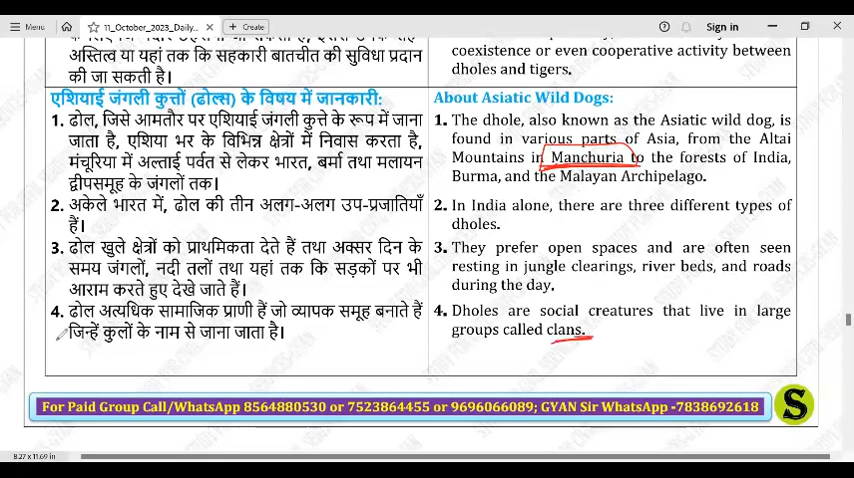 Menu
11_October_2023_Daily...
+ Create
Sign in
अस्तित्व या यहां तक कि सहकारी बातचीत की सुविधा प्रदान
की जा सकती है।
coexistence or even cooperative activity between
dholes and tigers.
एशियाई जंगली कुत्तों (ढोल्स) के विषय में जानकारी:
1. ढोल, जिसे आमतौर पर एशियाई जंगली कुत्ते के रूप में जाना
जाता है, एशिया भर के विभिन्न क्षेत्रों में निवास करता है,
मंचूरिया में अल्ताई पर्वत से लेकर भारत, बर्मा तथा मलायन
द्वीपसमूह के जंगलों तक।
2. अकेले भारत में, ढोल की तीन अलग-अलग उप-प्रजातियाँ
हैं।
3. ढोल खुले क्षेत्रों को प्राथमिकता देते हैं तथा अक्सर दिन के
समय जंगलों, नदी तलों तथा यहां तक कि सड़कों पर भी
आराम करते हुए देखे जाते हैं।
4. ढोल अत्यधिक सामाजिक प्राणी हैं जो व्यापक समूह बनाते हैं
जिन्हें कुलों के नाम से जाना जाता है।
About Asiatic Wild Dogs:
1. The dhole, also known as the Asiatic wild dog, is
found in various parts of Asia, from the Altai
Mountains in Manchuria to the forests of India,
Burma, and the Malayan Archipelago.
2. In India alone, there are three different types of
dholes.
3. They prefer open spaces and are often seen
resting in jungle clearings, river beds, and roads
during the day.
4. Dholes are social creatures that live in large
groups called clans.
For Paid Group Call/WhatsApp 8564880530 or 7523864455 or 9696066089; GYAN Sir WhatsApp -7838692618
S
8.27 x 11.69 in